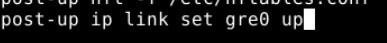 post-up nft -f /etc/nftables.conf
post-up ip link set gre0 up